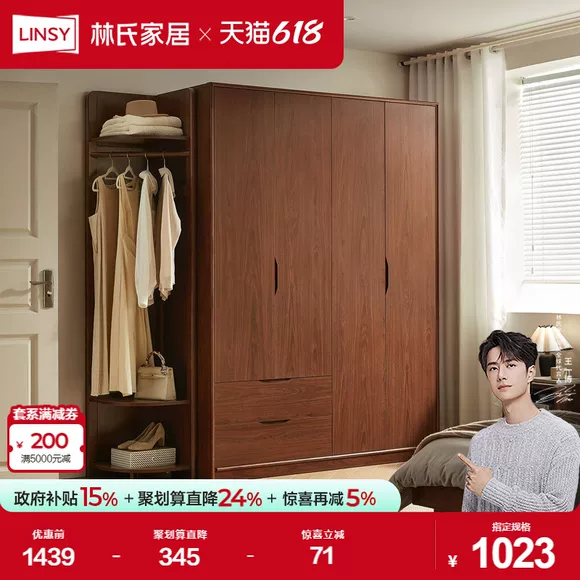 LINSY 林氏家居 × 天猫618
王一博
套系满减券
¥ 200
满5000元减
政府补贴15% + 聚划算直降24% + 惊喜再减5%
优惠前 聚划算直降 惊喜立减 指定规格
1439 - 345 - 71 ¥ 1023